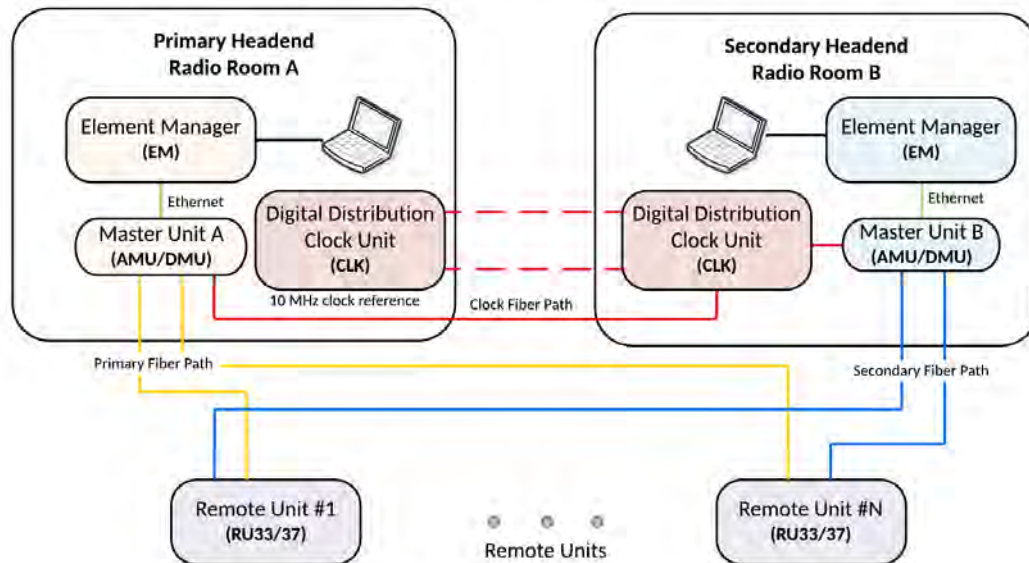 Primary Headend
Radio Room A
Secondary Headend
Radio Room B
Element Manager
(EM)
Element Manager
(EM)
Ethernet
Ethernet
Master Unit A
(AMU/DMU)
Digital Distribution
Clock Unit
(CLK)
Digital Distribution
Clock Unit
(CLK)
Master Unit B
(AMU/DMU)
10 MHz clock reference
Clock Fiber Path
Primary Fiber Path
Secondary Fiber Path
Remote Unit #1
(RU33/37)
Remote Units
Remote Unit #N
(RU33/37)